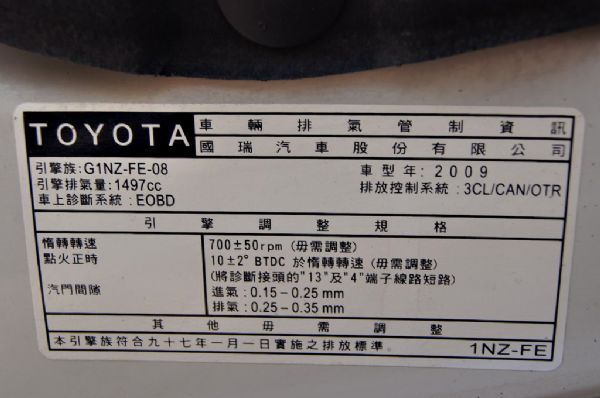 TOYOTA 車輛排氣管制資訊
國瑞汽車股份有限公司
引擎族:G1NZ-FE-08 車型年:2009
引擎排氣量:1497cc 排放控制系統:3CL/CAN/OTR
車上診斷系統:EOBD
引擎調整規格
惰轉轉速 700±50rpm (毋需調整)
點火正時 10±2° BTDC 於惰轉轉速 (毋需調整)
(將診斷接頭的"13"及"4"端子線路短路)
汽門間隙 進氣:0.15-0.25 mm
排氣:0.25-0.35 mm
其他毋需調整
本引擎族符合九十七年一月一日實施之排放標準. 1NZ-FE